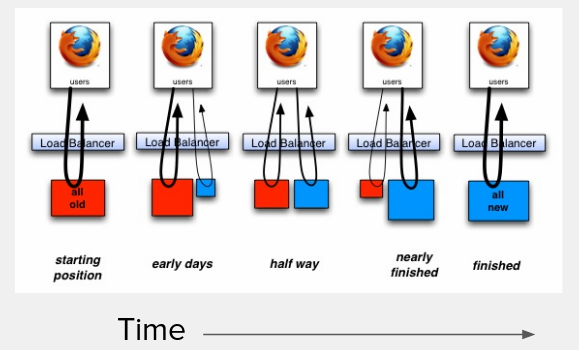 users
users
users
users
users
Load Balancer
Load Balancer
Load Balancer
Load Balancer
Load Balancer
all
old
all
new
starting
position
early days
half way
nearly
finished
finished
Time